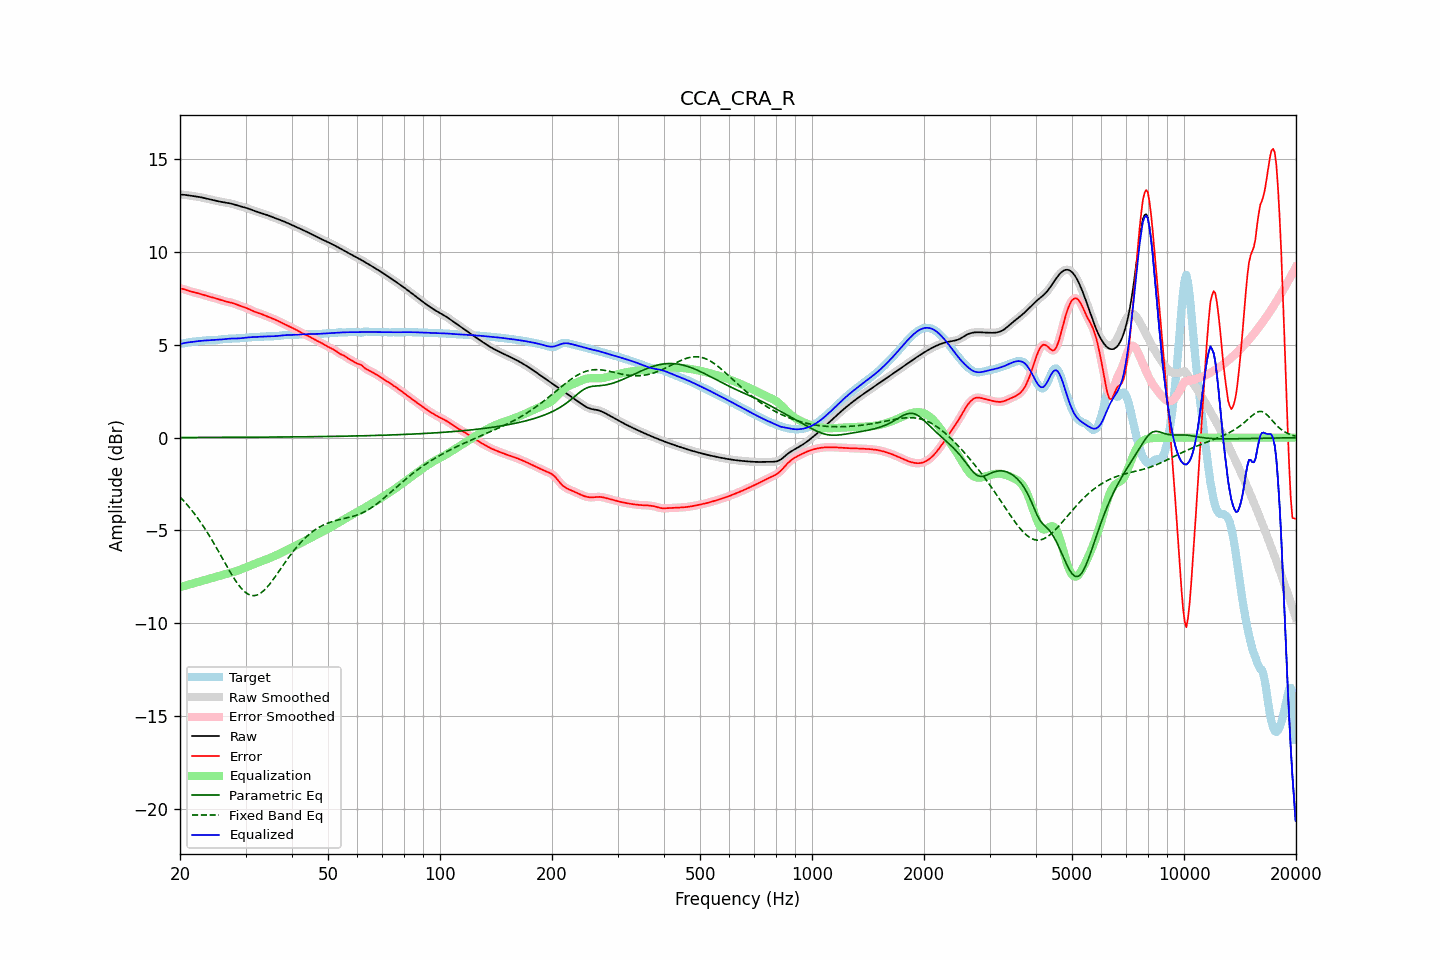 CCA_CRA_R
Amplitude (dBr)
15
10
5
0
−5
−10
−15
−20
Target
Raw Smoothed
Error Smoothed
Raw
Error
Equalization
Parametric Eq
Fixed Band Eq
Equalized
20 50 100 200 500 1000 2000 5000 10000 20000
Frequency (Hz)